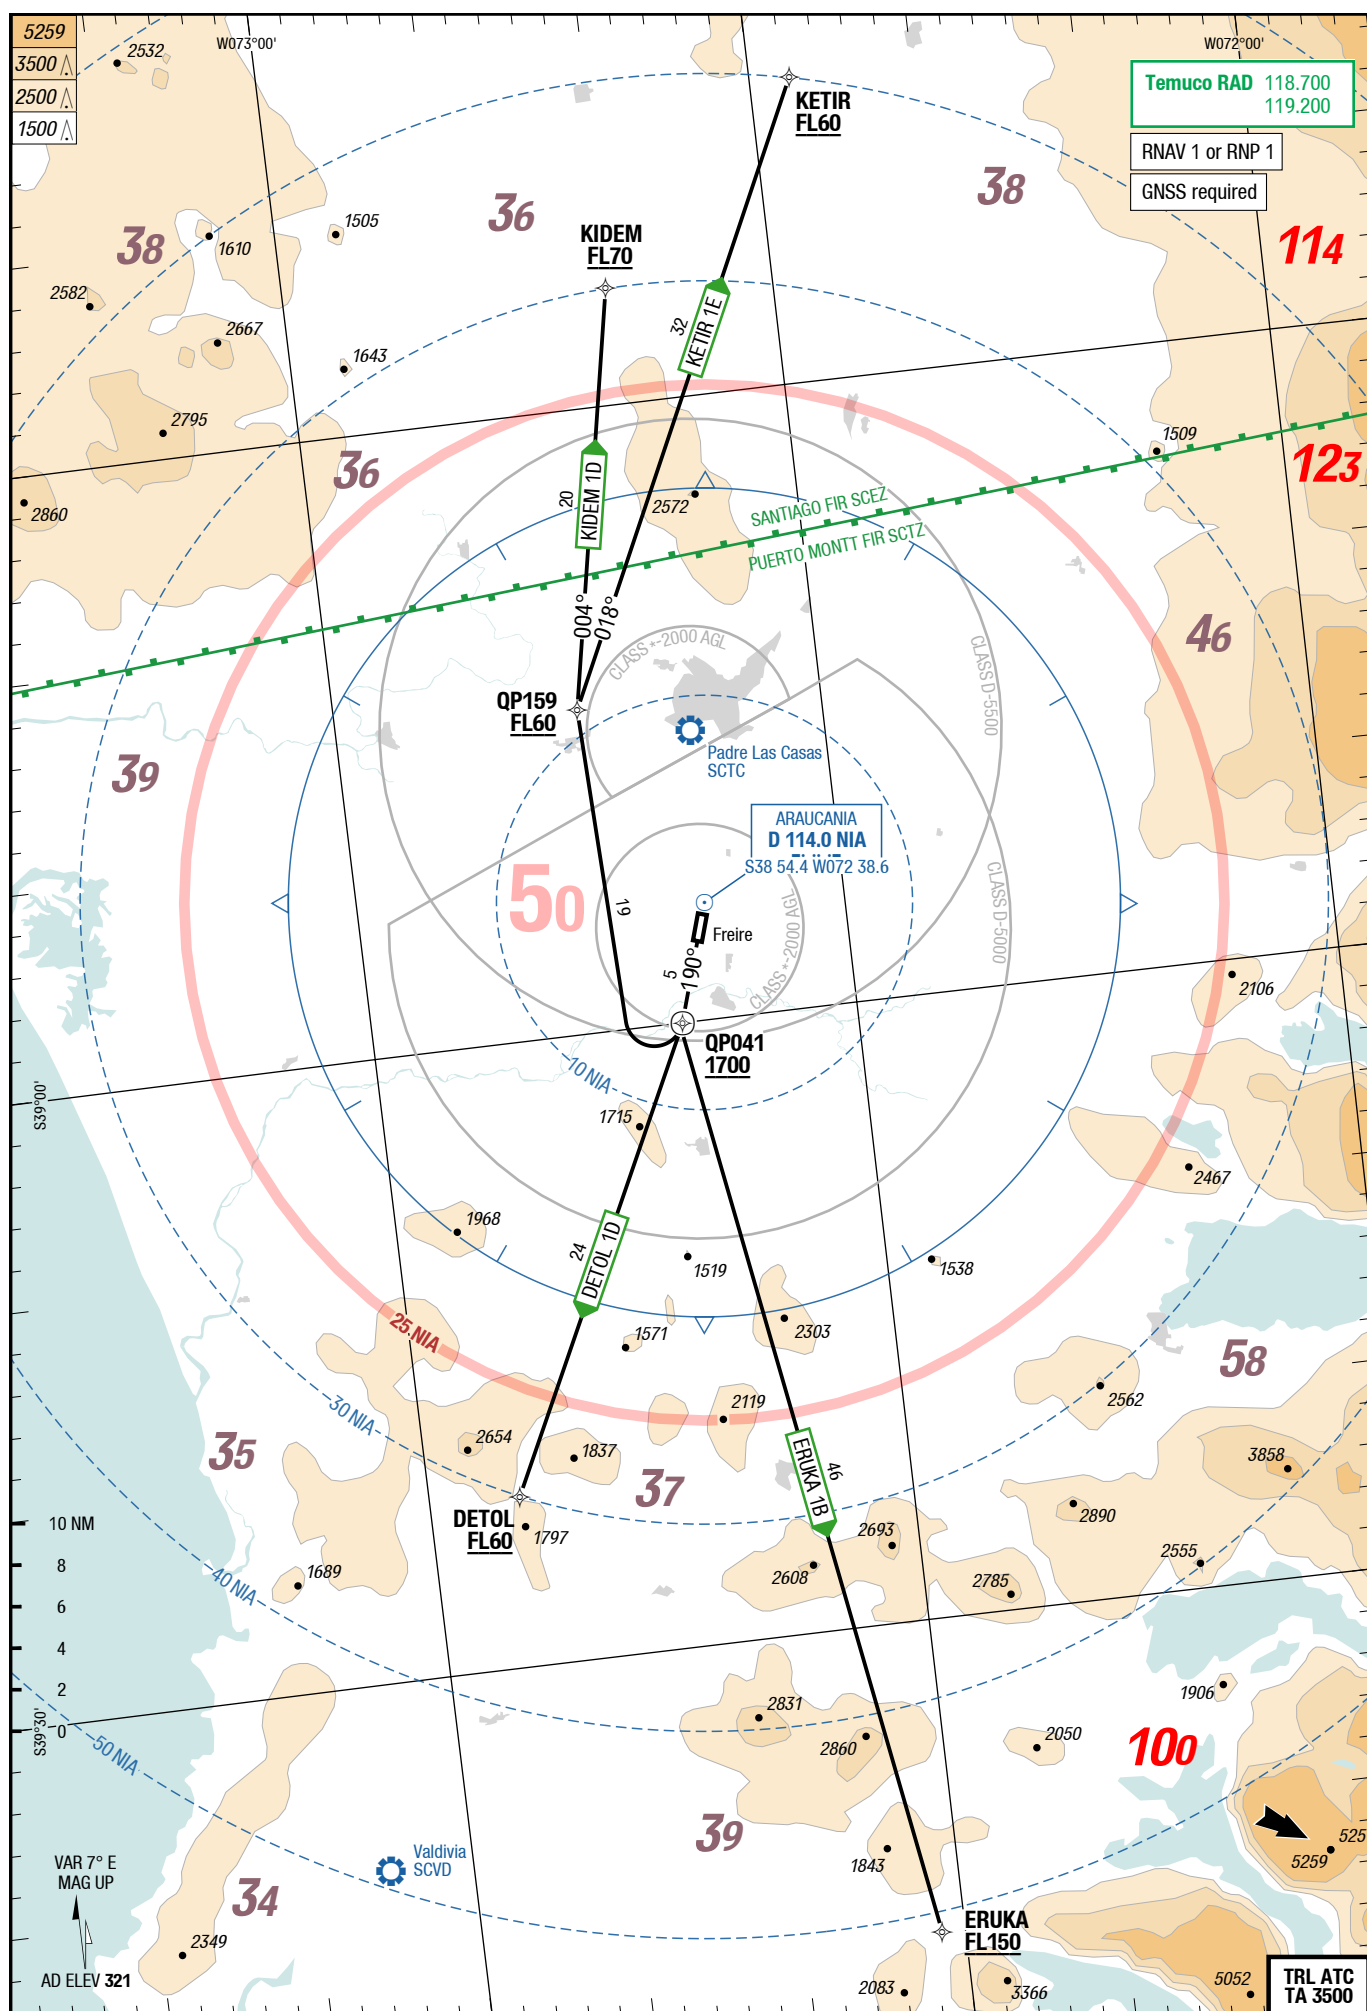 5259
3500
2500
1500
W073°00'
W072°00'
2532
KETIR
FL60
Temuco RAD 118.700
119.200
RNAV 1 or RNP 1
GNSS required
36
38
38
114
1505
1610
KIDEM
FL70
2582
2667
1643
32
KETIR 1E
2795
36
1509
123
2860
20
KIDEM 1D
2572
SANTIAGO FIR SCEZ
PUERTO MONTT FIR SCTZ
004°
018°
CLASS *-2000 AGL
CLASS D-5500
46
QP159
FL60
Padre Las Casas
SCTC
39
ARAUCANIA
D 114.0 NIA
S38 54.4 W072 38.6
50
19
Freire
CLASS *-2000 AGL
CLASS D-5000
5
190°
2106
QP041
1700
10 NIA
S39°00'
1715
2467
1968
24
DETOL 1D
1519
1538
25 NIA
1571
2303
58
30 NIA
2119
2562
2654
1837
35
37
46
ERUKA 1B
3858
DETOL
FL60
1797
2693
2890
10 NM
8
6
4
2
0
1689
40 NIA
2608
2785
2555
1906
S39°30'
50 NIA
2831
2860
2050
100
39
Valdivia
SCVD
1843
525
5259
VAR 7° E
MAG UP
34
ERUKA
FL150
2349
AD ELEV 321
2083
3366
5052
TRL ATC
TA 3500